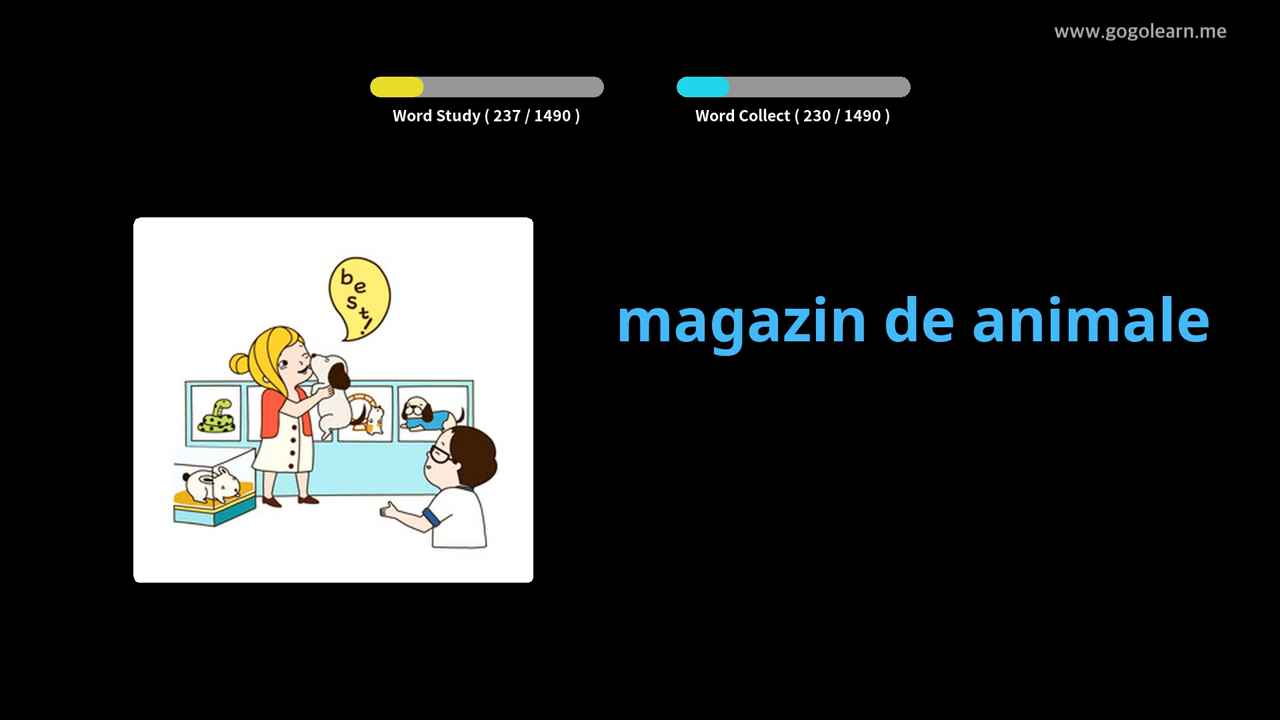 www.gogolearn.me
Word Study ( 237 / 1490 )
Word Collect ( 230 / 1490 )
best!
magazin de animale